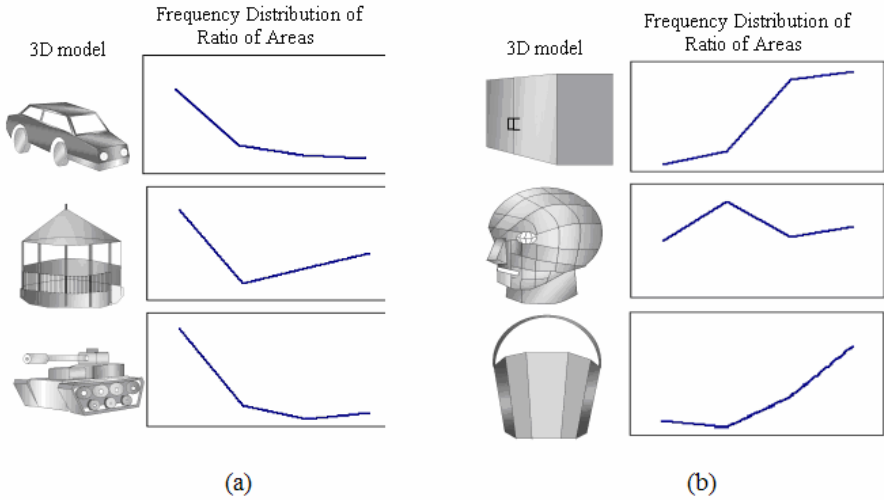 Frequency Distribution of
Ratio of Areas
3D model
(a)
Frequency Distribution of
Ratio of Areas
3D model
(b)